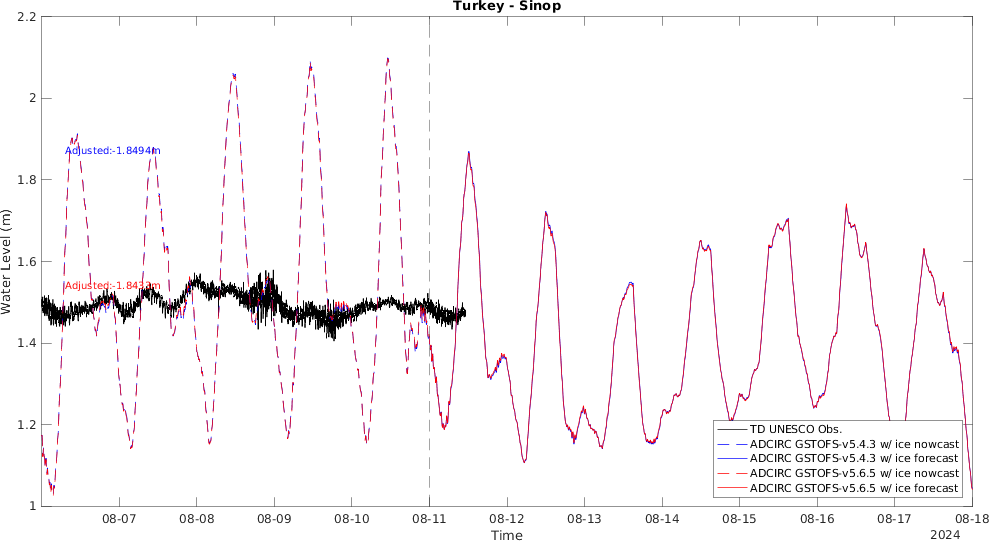 Turkey - Sinop
2.2
2
1.8
1.6
1.4
1.2
1
Water Level (m)
Adjusted:-1.8494m
Adjusted:-1.8432m
TD UNESCO Obs.
ADCIRC GSTOFS-v5.4.3 w/ ice nowcast
ADCIRC GSTOFS-v5.4.3 w/ ice forecast
ADCIRC GSTOFS-v5.6.5 w/ ice nowcast
ADCIRC GSTOFS-v5.6.5 w/ ice forecast
08-07 08-08 08-09 08-10 08-11 08-12 08-13 08-14 08-15 08-16 08-17 08-18
Time
2024